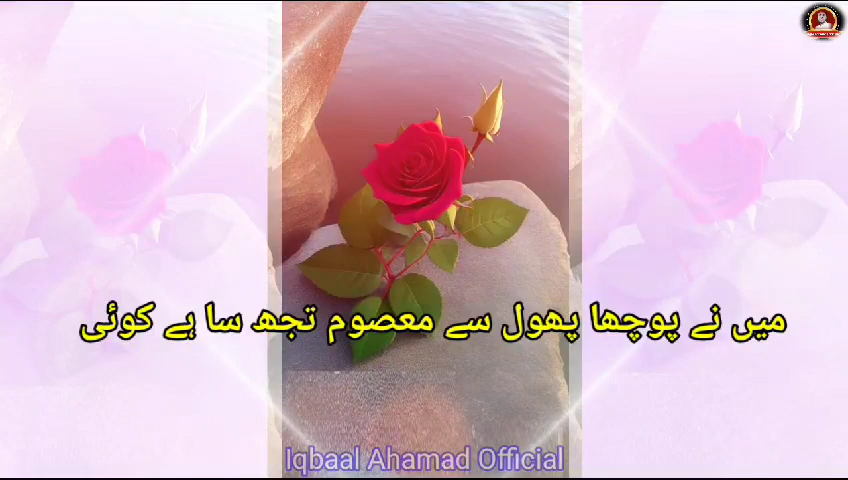 میں نے پوچھا پھول سے معصوم تجھ سا ہے کوئی
Iqbaal Ahamad Official